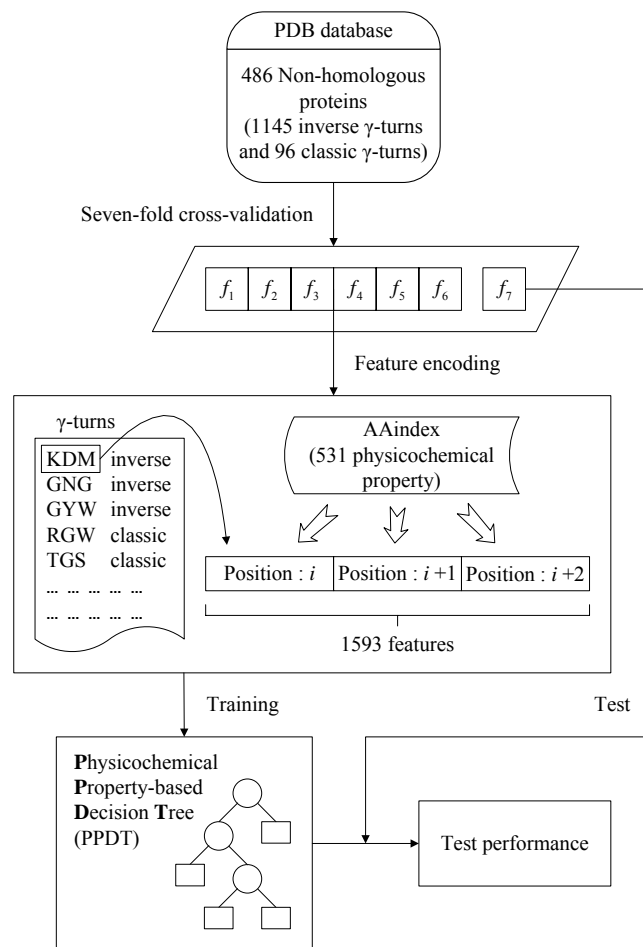 PDB database
486 Non-homologous
proteins
(1145 inverse γ-turns
and 96 classic γ-turns)
Seven-fold cross-validation
f1 f2 f3 f4 f5 f6 f7
Feature encoding
γ-turns
KDM inverse
GNG inverse
GYW inverse
RGW classic
TGS classic
... ... ... ... ...
... ... ... ... ...
AAindex
(531 physicochemical
property)
Position : i Position : i +1 Position : i +2
1593 features
Training
Test
Physicochemical
Property-based
Decision Tree
(PPDT)
Test performance